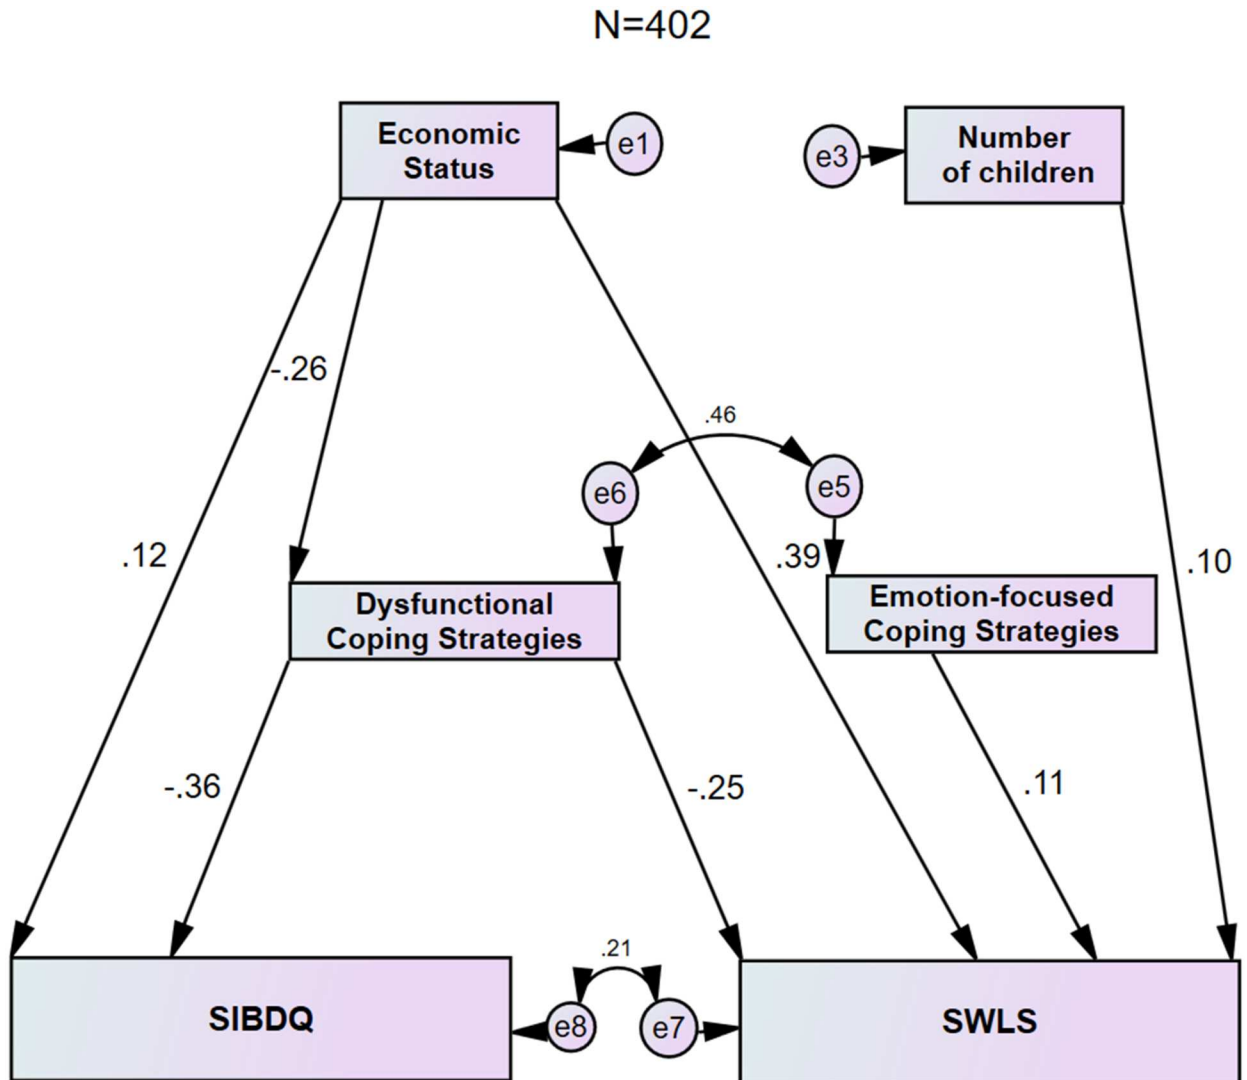 N=402
Economic
Status
e1
e3
Number
of children
-.26
.46
e6
e5
.12
.39
.10
Dysfunctional
Coping Strategies
Emotion-focused
Coping Strategies
-.36
-.25
.11
.21
SIBDQ
e8
e7
SWLS